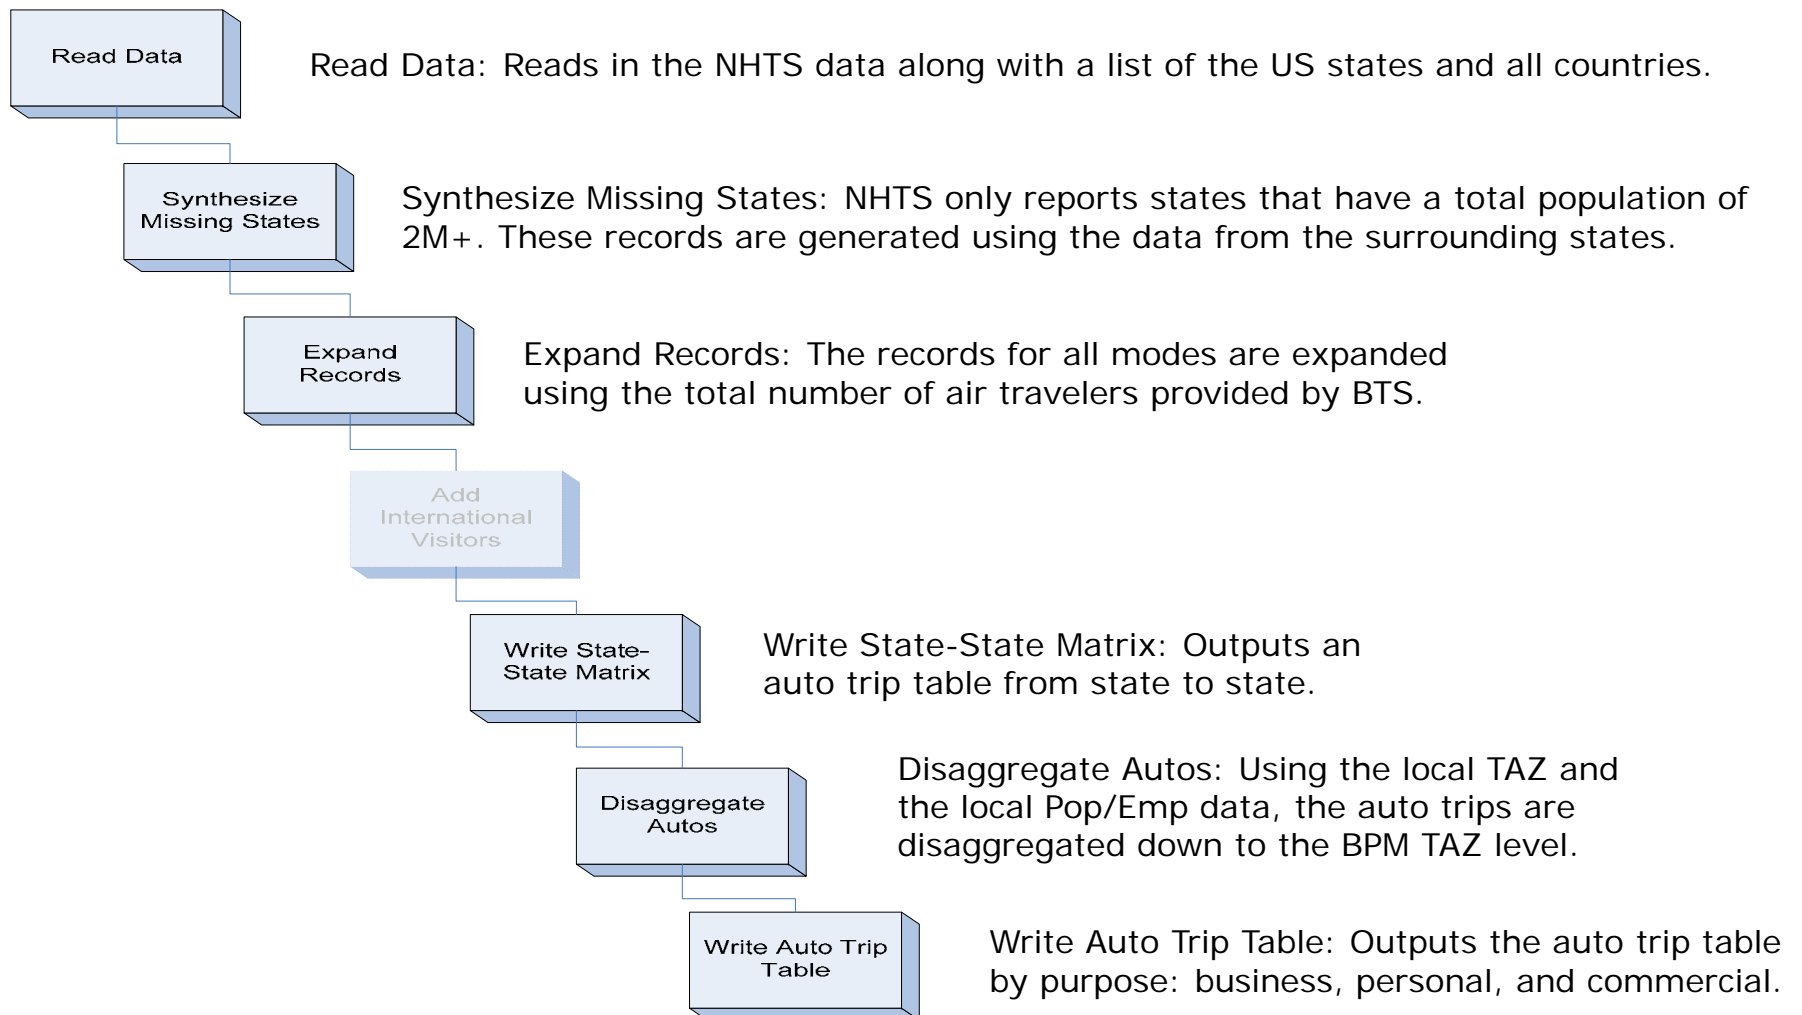 Read Data
Read Data: Reads in the NHTS data along with a list of the US states and all countries.
Synthesize
Missing States
Synthesize Missing States: NHTS only reports states that have a total population of
2M+. These records are generated using the data from the surrounding states.
Expand
Records
Expand Records: The records for all modes are expanded
using the total number of air travelers provided by BTS.
Add
International
Visitors
Write State-
State Matrix
Write State-State Matrix: Outputs an
auto trip table from state to state.
Disaggregate
Autos
Disaggregate Autos: Using the local TAZ and
the local Pop/Emp data, the auto trips are
disaggregated down to the BPM TAZ level.
Write Auto Trip
Table
Write Auto Trip Table: Outputs the auto trip table
by purpose: business, personal, and commercial.